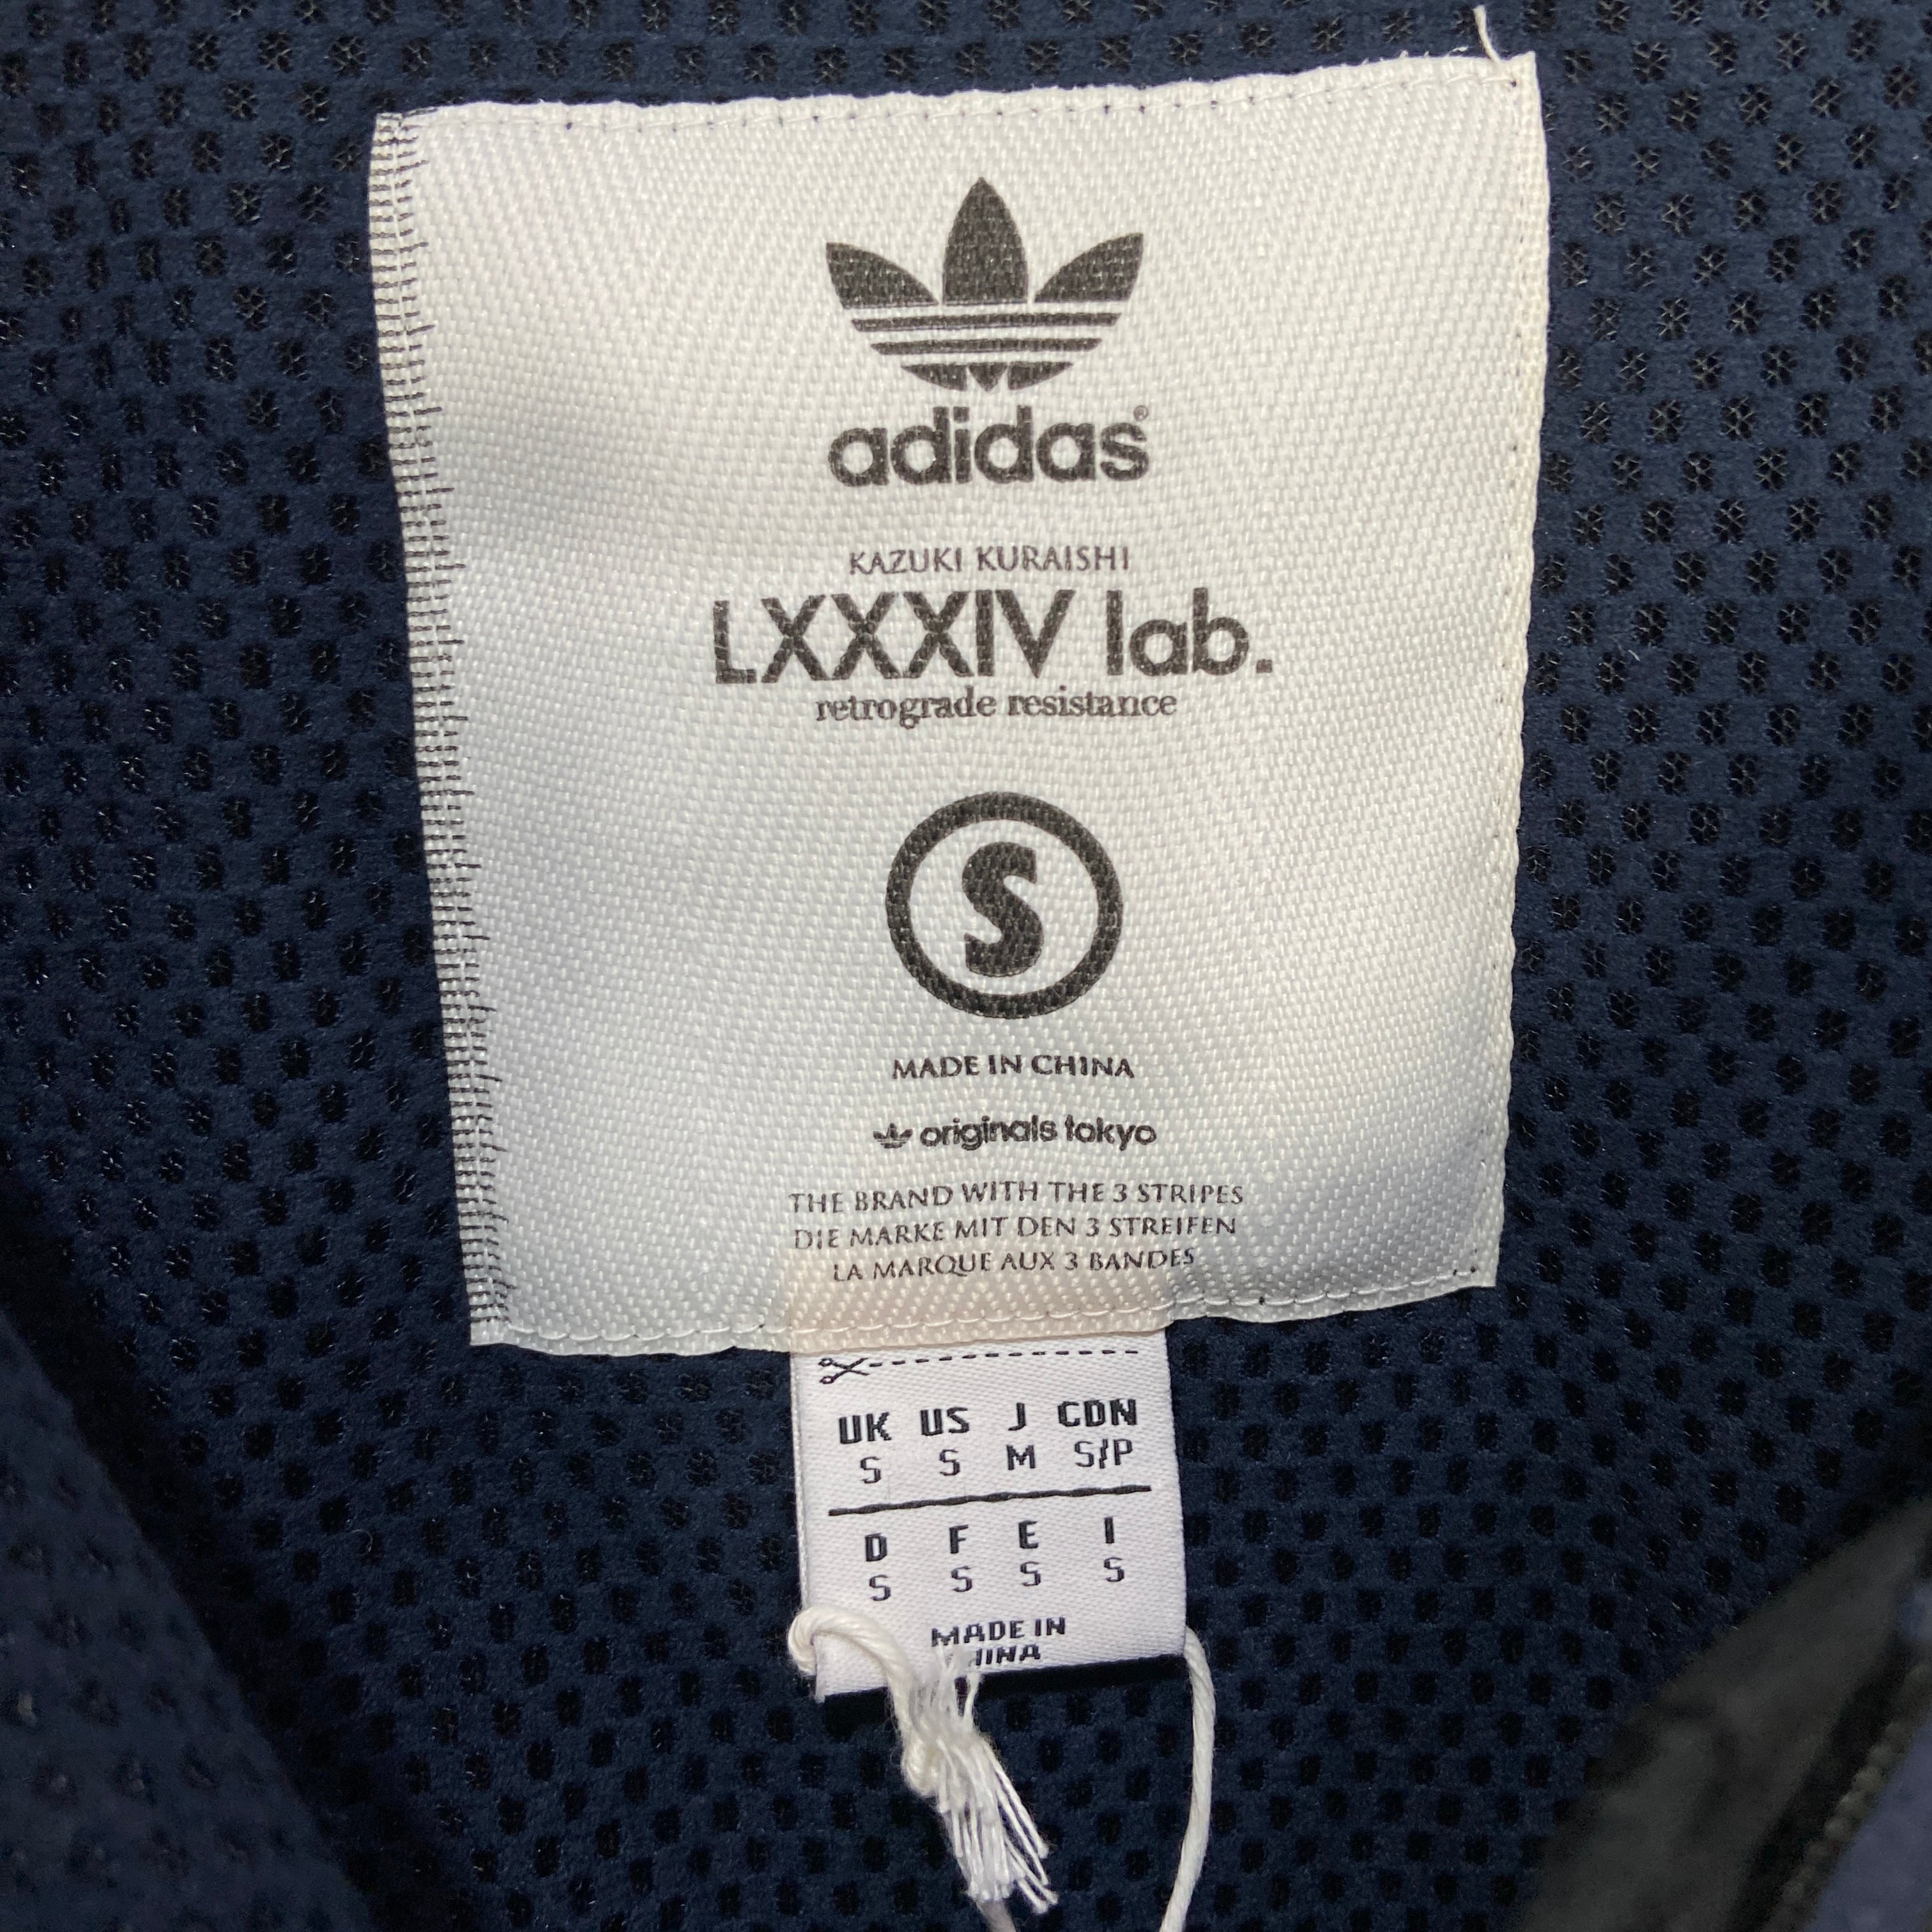 adidas®
KAZUKI KURAISHI
LXXXIV lab.
retrograde resistance
S
MADE IN CHINA
originals tokyo
THE BRAND WITH THE 3 STRIPES
DIE MARKE MIT DEN 3 STREIFEN
LA MARQUE AUX 3 BANDES
UK US J CDN
S S M S/P
D F E I
S S S S
MADE IN